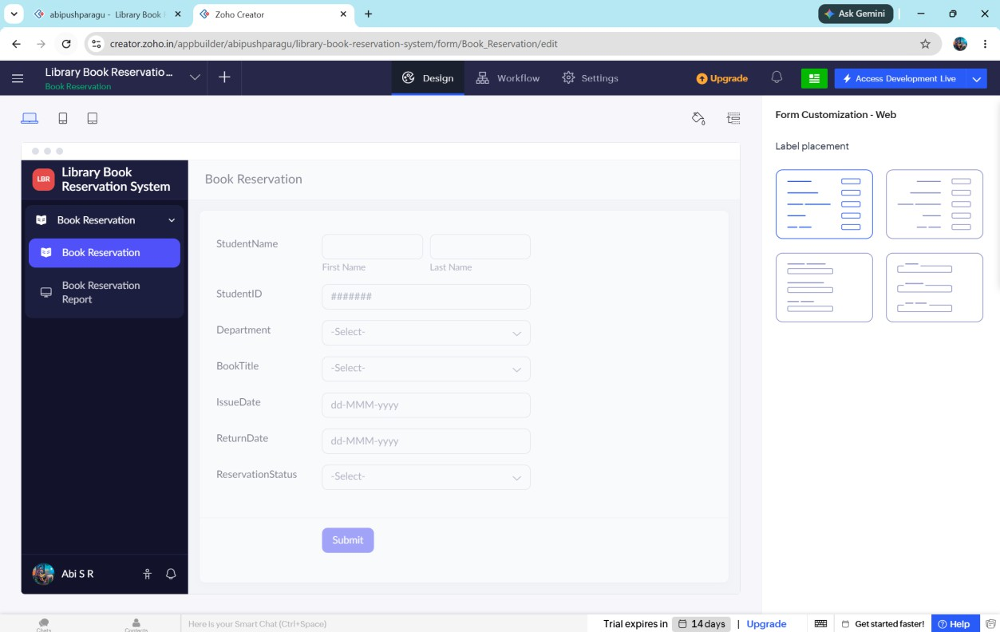 abipushparagu - Library Book
Zoho Creator
Ask Gemini
creator.zoho.in/appbuilder/abipushparagu/library-book-reservation-system/form/Book_Reservation/edit
Library Book Reservatio...
Book Reservation
Design
Workflow
Settings
Upgrade
Access Development Live
Form Customization - Web
Label placement
LBR
Library Book
Reservation System
Book Reservation
Book Reservation
Book Reservation
Book Reservation
Report
StudentName
First Name
Last Name
StudentID
#######
Department
-Select-
BookTitle
-Select-
IssueDate
dd-MMM-yyyy
ReturnDate
dd-MMM-yyyy
ReservationStatus
-Select-
Submit
Abi S R
Chats
Contacts
Here is your Smart Chat (Ctrl+Space)
Trial expires in 14 days | Upgrade
Get started faster!
Help